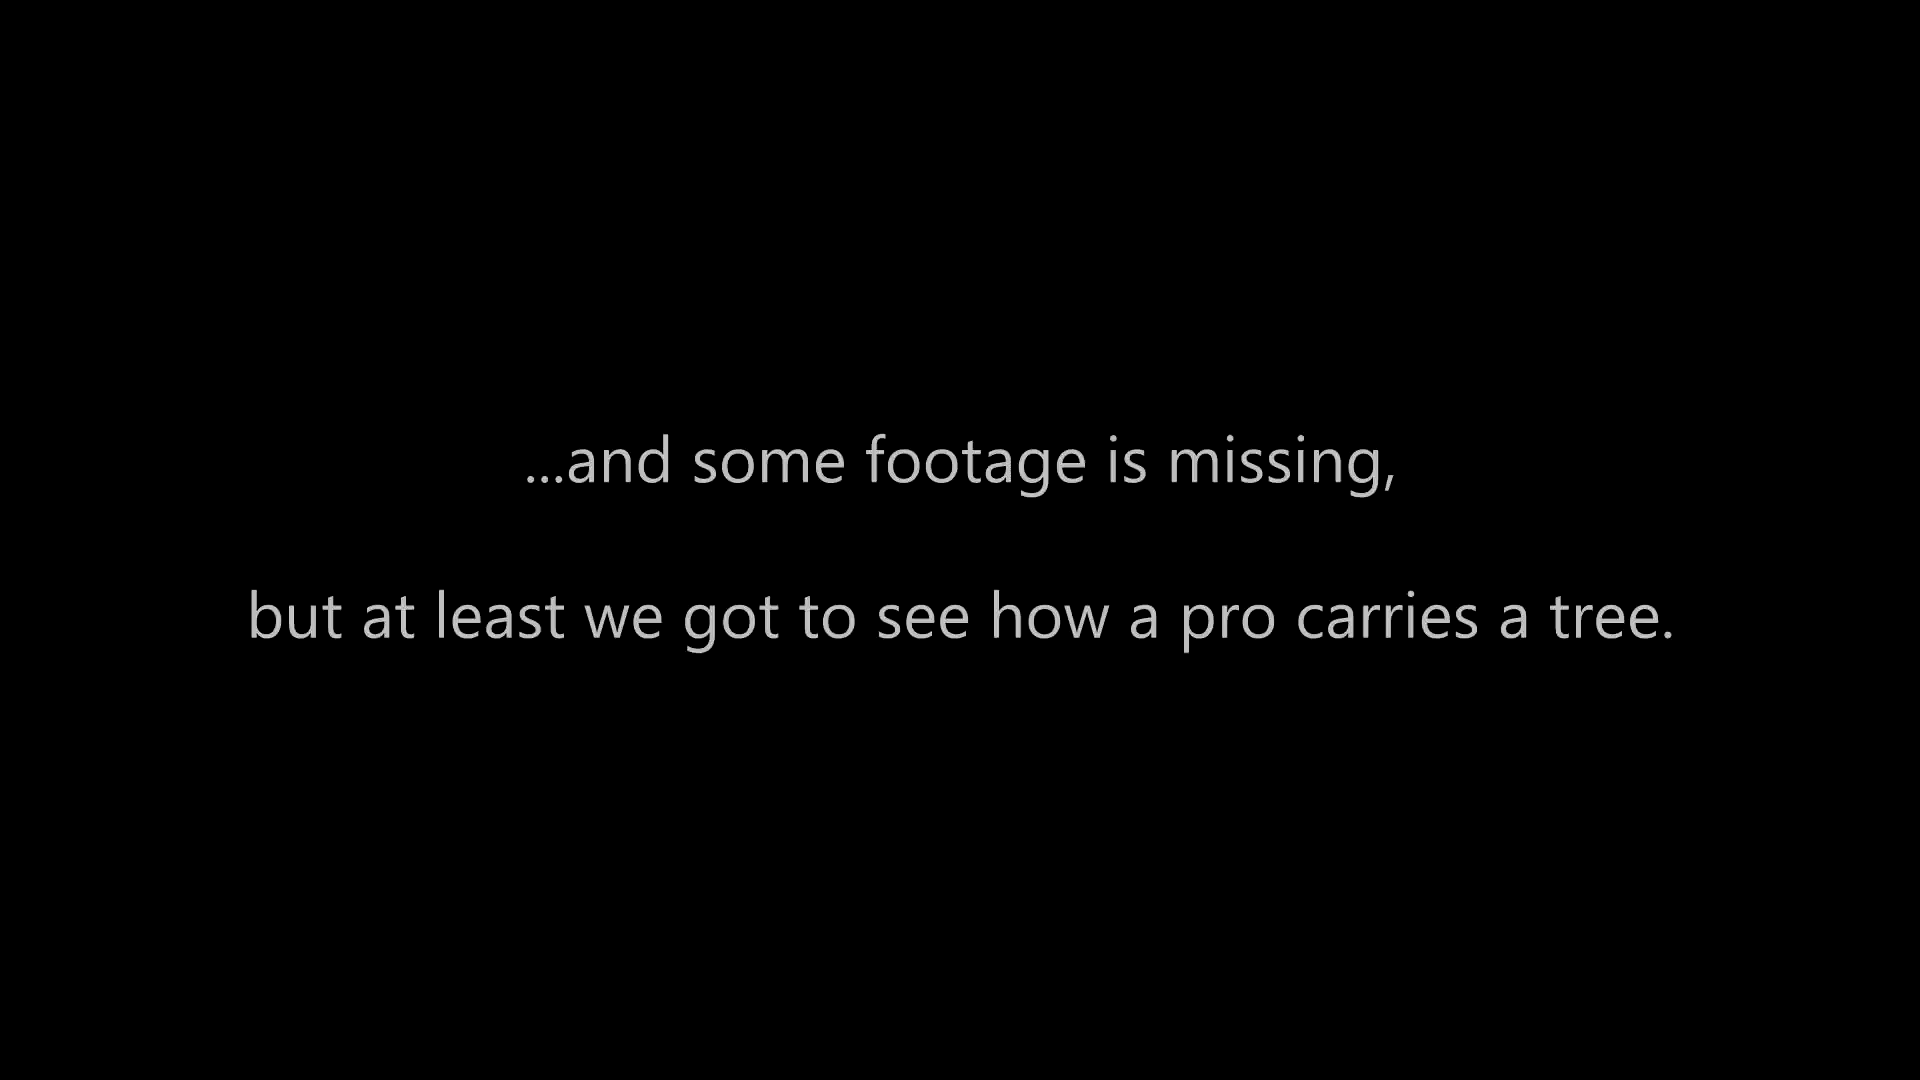 ...and some footage is missing,
but at least we got to see how a pro carries a tree.